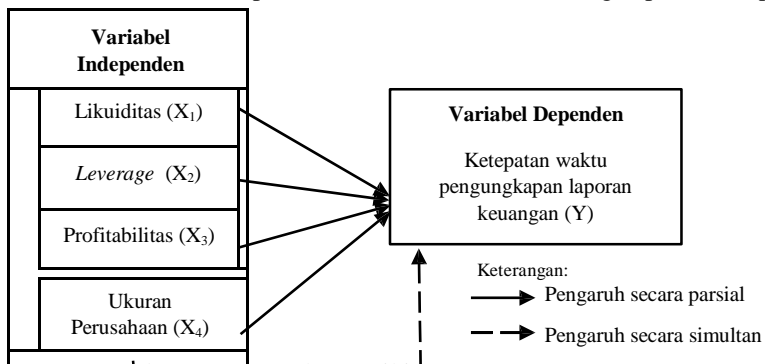 Variabel
Independen
Likuiditas (X₁)
Leverage (X₂)
Profitabilitas (X₃)
Ukuran
Perusahaan (X₄)
Variabel Dependen
Ketepatan waktu
pengungkapan laporan
keuangan (Y)
Keterangan:
Pengaruh secara parsial
Pengaruh secara simultan